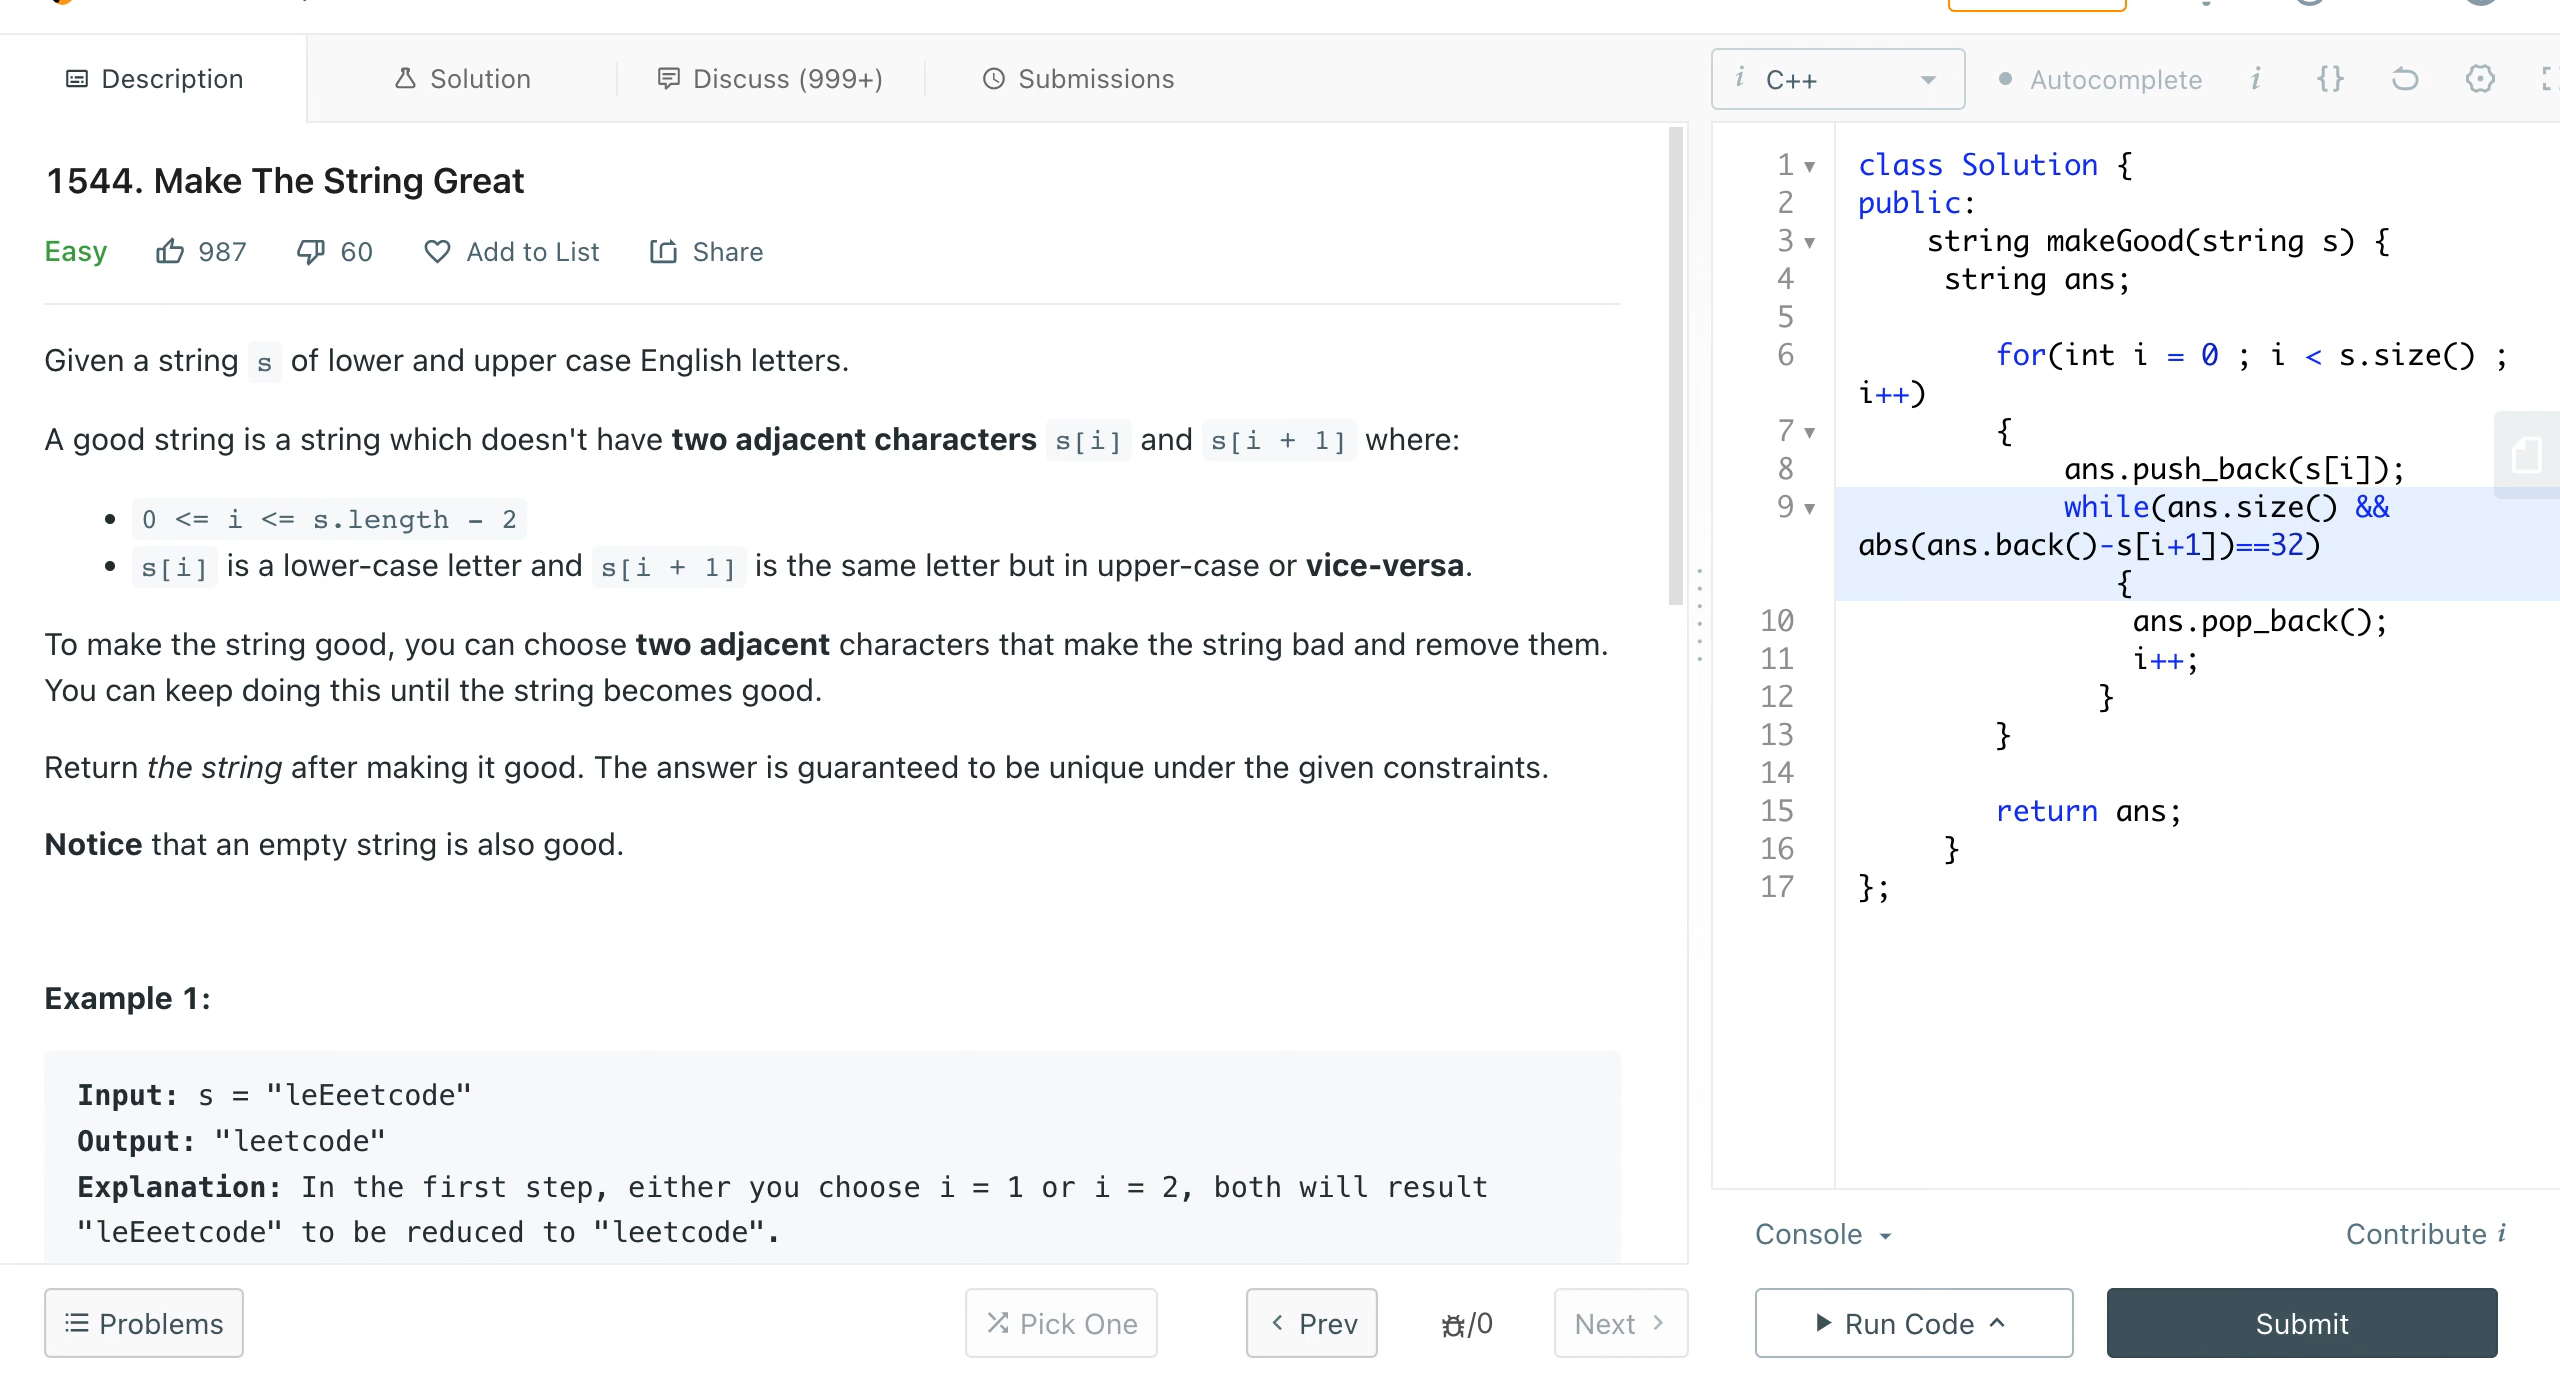 Description
Solution
Discuss (999+)
Submissions
i C++
Autocomplete
i
{}
1544. Make The String Great
Easy 987 60 Add to List Share
Given a string s of lower and upper case English letters.
A good string is a string which doesn't have two adjacent characters s[i] and s[i + 1] where:
• 0 <= i <= s.length - 2
• s[i] is a lower-case letter and s[i + 1] is the same letter but in upper-case or vice-versa.
To make the string good, you can choose two adjacent characters that make the string bad and remove them.
You can keep doing this until the string becomes good.
Return the string after making it good. The answer is guaranteed to be unique under the given constraints.
Notice that an empty string is also good.
Example 1:
Input: s = "leEeetcode"
Output: "leetcode"
Explanation: In the first step, either you choose i = 1 or i = 2, both will result
"leEeetcode" to be reduced to "leetcode".
1 class Solution {
2 public:
3 string makeGood(string s) {
4 string ans;
5
6 for(int i = 0 ; i < s.size() ;
i++)
7 {
8 ans.push_back(s[i]);
9 while(ans.size() &&
abs(ans.back()-s[i+1])==32)
{
10 ans.pop_back();
11 i++;
12 }
13 }
14
15 return ans;
16 }
17 };
Console
Contribute i
Problems
Pick One
Prev
/0
Next
Run Code
Submit